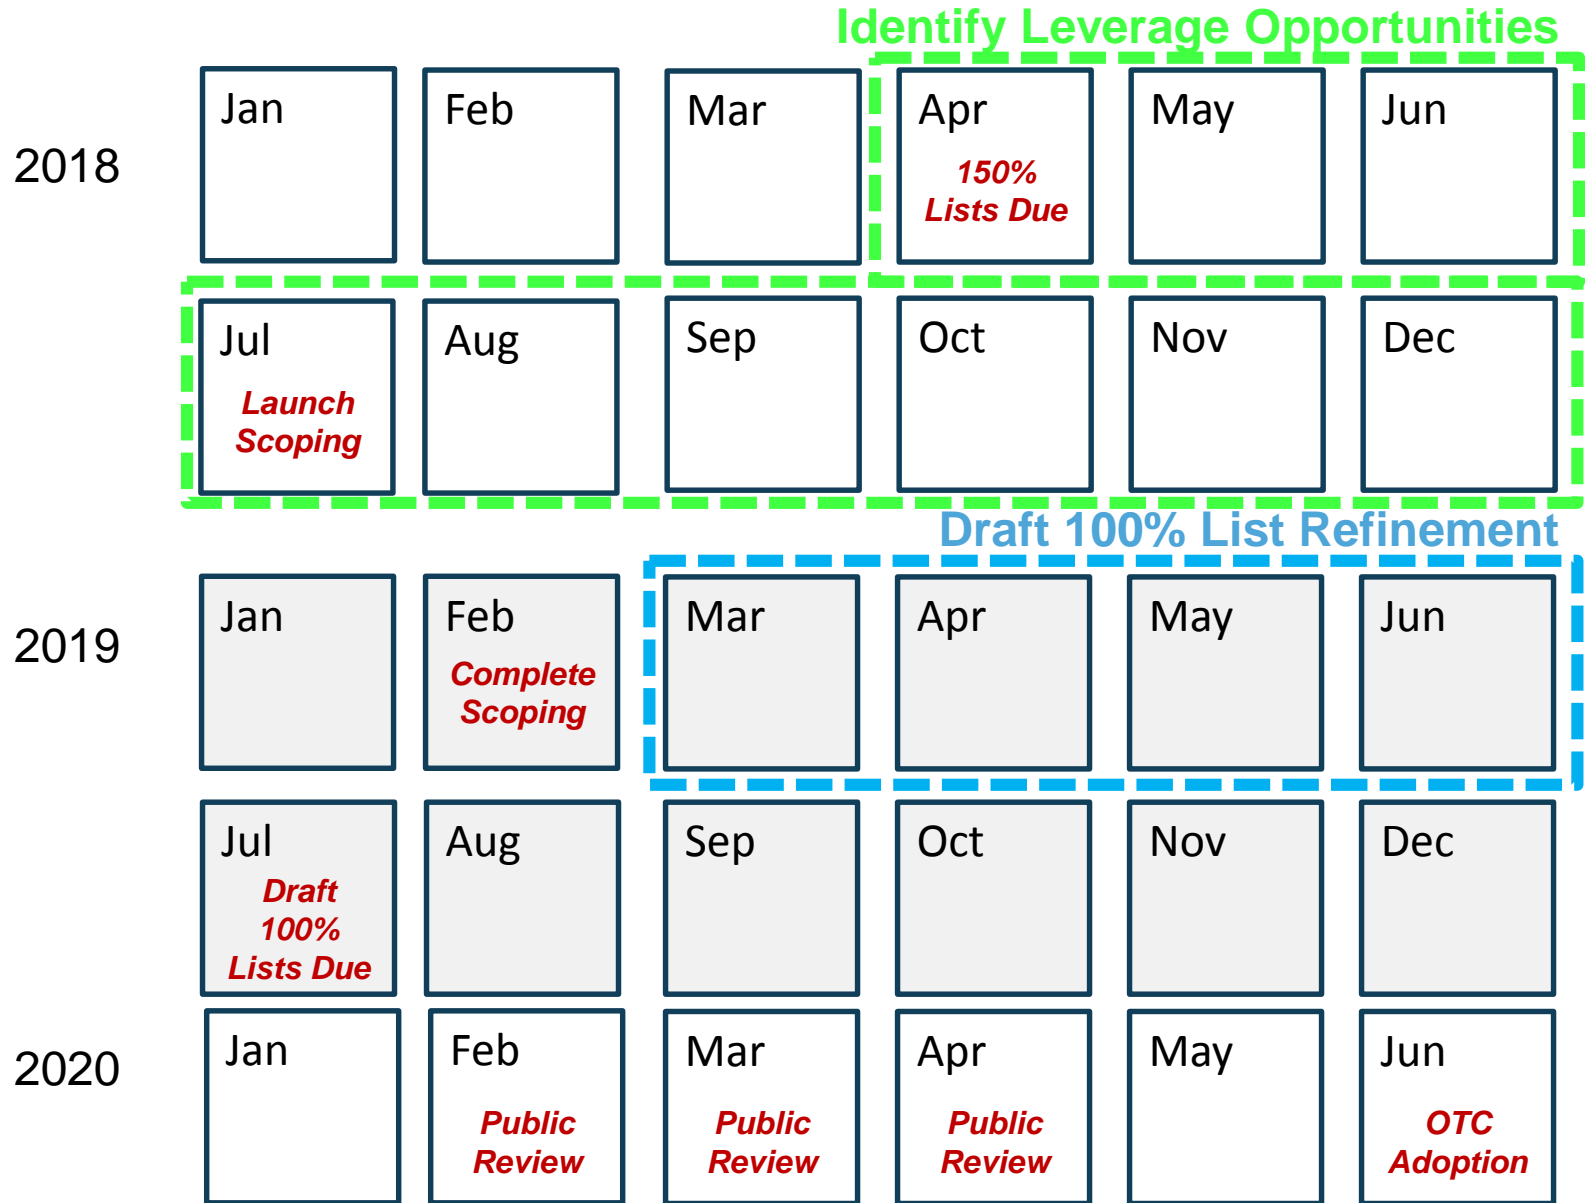 Identify Leverage Opportunities
2018
Jan
Feb
Mar
Apr
150%
Lists Due
May
Jun
Jul
Launch
Scoping
Aug
Sep
Oct
Nov
Dec
Draft 100% List Refinement
2019
Jan
Feb
Complete
Scoping
Mar
Apr
May
Jun
Jul
Draft
100%
Lists Due
Aug
Sep
Oct
Nov
Dec
2020
Jan
Feb
Public
Review
Mar
Public
Review
Apr
Public
Review
May
Jun
OTC
Adoption